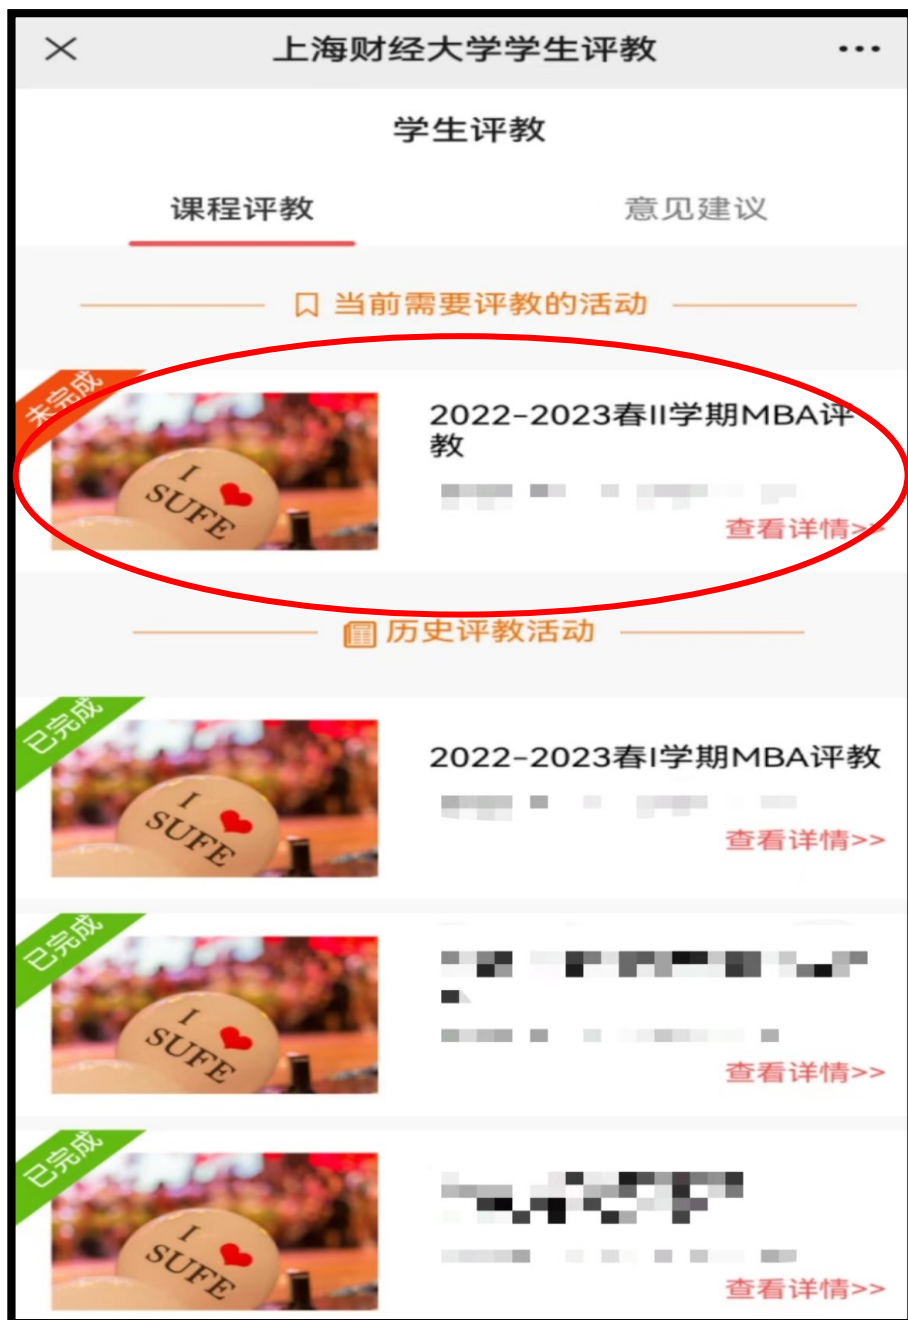 上海财经大学学生评教
学生评教
课程评教
意见建议
当前需要评教的活动
未完成
I
SUFE
2022-2023春II学期MBA评
教
查看详情>>
历史评教活动
已完成
I
SUFE
2022-2023春I学期MBA评教
查看详情>>
已完成
I
SUFE
查看详情>>
已完成
I
SUFE
查看详情>>